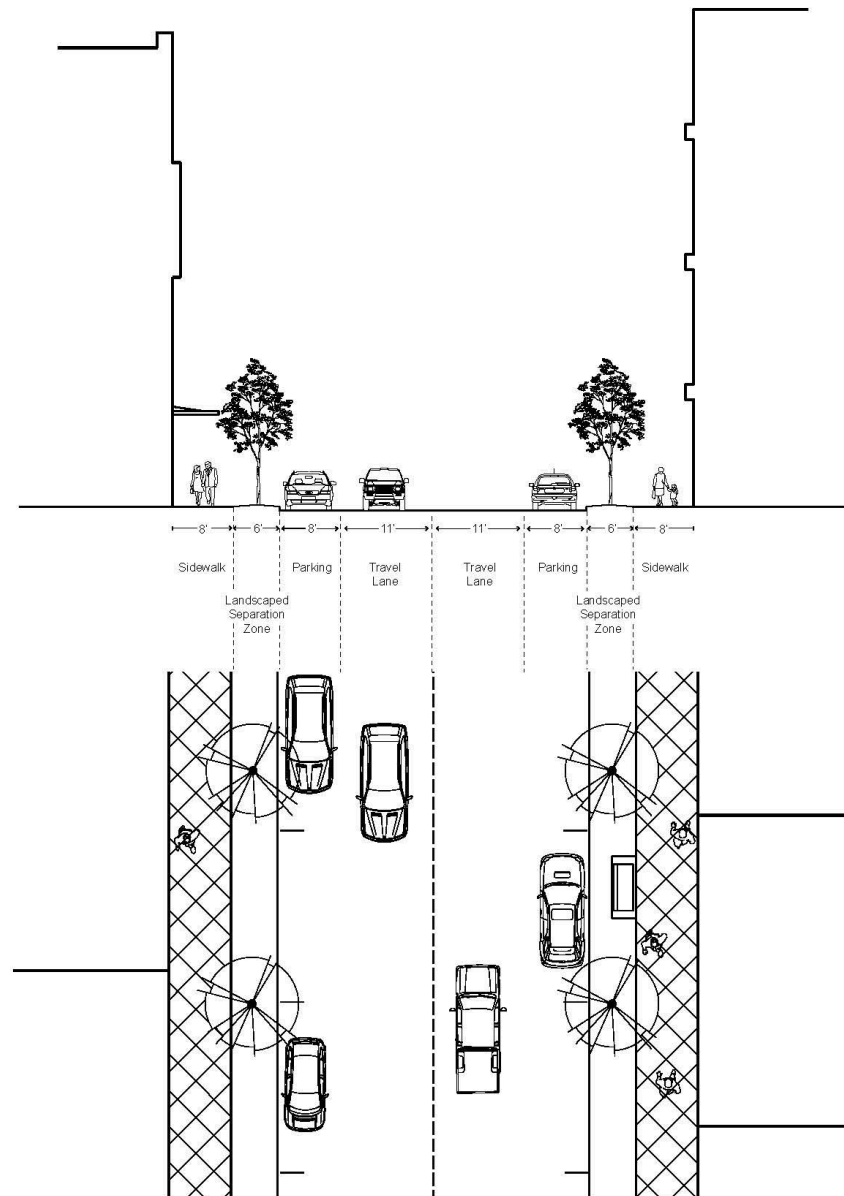 8' 6' 8' 11' 11' 8' 6' 8'
Sidewalk Parking Travel Travel Parking Sidewalk
Lane Lane
Landscaped Landscaped
Separation Separation
Zone Zone